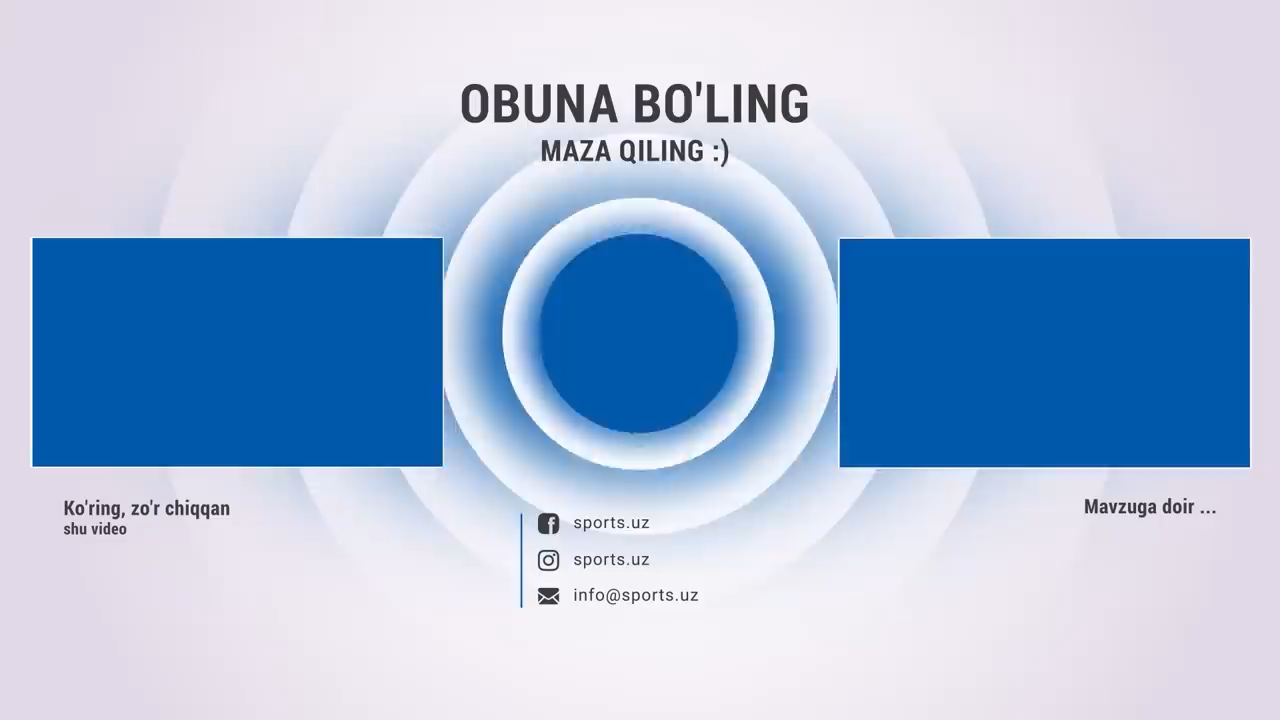 OBUNA BO'LING
MAZA QILING :)
Ko'ring, zo'r chiqqan
shu video
Mavzuga doir ...
sports.uz
sports.uz
info@sports.uz